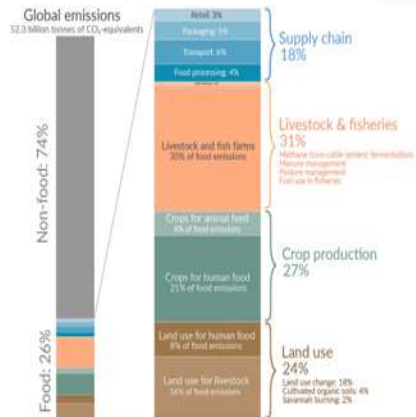 Global emissions
52.3 billion tonnes of CO₂-equivalents
Non-food: 74%
Food: 26%
Retail: 3%
Packaging: 5%
Transport: 6%
Food processing: 4%
Livestock and fish farms
30% of food emissions
Crops for animal feed
6% of food emissions
Crops for human food
21% of food emissions
Land use for human food
8% of food emissions
Land use for livestock
16% of food emissions
Supply chain
18%
Livestock & fisheries
31%
Methane from cattle (enteric fermentation)
Manure management
Pasture management
Fuel use in fisheries
Crop production
27%
Land use
24%
Land use change: 18%
Cultivated organic soils: 4%
Savannah burning: 2%